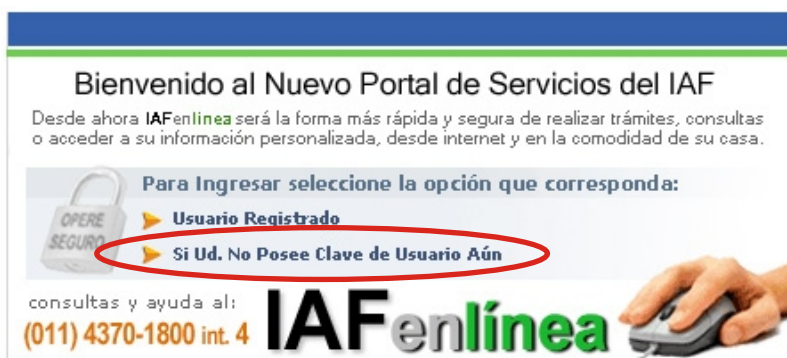 Bienvenido al Nuevo Portal de Servicios del IAF
Desde ahora IAFenlinea será la forma más rápida y segura de realizar trámites, consultas
o acceder a su información personalizada, desde internet y en la comodidad de su casa.
Para Ingresar seleccione la opción que corresponda:
OPERE
SEGURO
Usuario Registrado
Si Ud. No Posee Clave de Usuario Aún
consultas y ayuda al:
(011) 4370-1800 int. 4
IAFenlínea